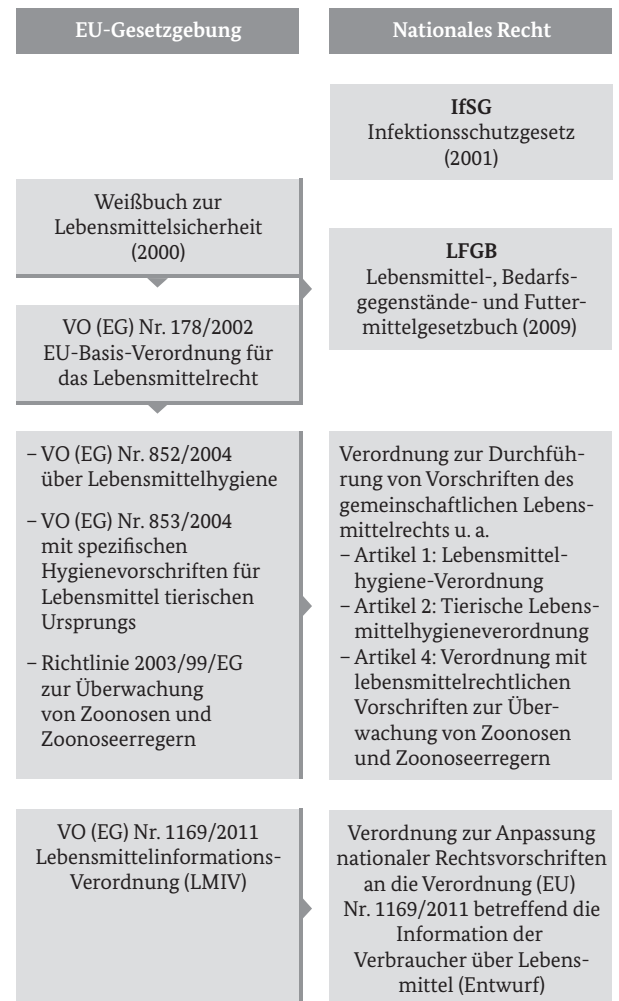 EU-Gesetzgebung
Nationales Recht
IfSG
Infektionsschutzgesetz
(2001)
Weißbuch zur
Lebensmittelsicherheit
(2000)
LFGB
Lebensmittel-, Bedarfs-
gegenstände- und Futter-
mittelgesetzbuch (2009)
VO (EG) Nr. 178/2002
EU-Basis-Verordnung für
das Lebensmittelrecht
– VO (EG) Nr. 852/2004
über Lebensmittelhygiene
– VO (EG) Nr. 853/2004
mit spezifischen
Hygienevorschriften für
Lebensmittel tierischen
Ursprungs
– Richtlinie 2003/99/EG
zur Überwachung
von Zoonosen und
Zoonoseerregern
Verordnung zur Durchfüh-
rung von Vorschriften des
gemeinschaftlichen Lebens-
mittelrechts u. a.
– Artikel 1: Lebensmittel-
hygiene-Verordnung
– Artikel 2: Tierische Lebens-
mittelhygieneverordnung
– Artikel 4: Verordnung mit
lebensmittelrechtlichen
Vorschriften zur Über-
wachung von Zoonosen
und Zoonoseerregern
VO (EG) Nr. 1169/2011
Lebensmittelinformations-
Verordnung (LMIV)
Verordnung zur Anpassung
nationaler Rechtsvorschriften
an die Verordnung (EU)
Nr. 1169/2011 betreffend die
Information der
Verbraucher über Lebens-
mittel (Entwurf)